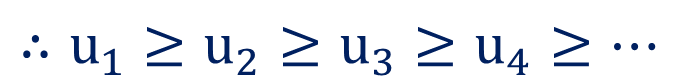 ∴ u₁ ≥ u₂ ≥ u₃ ≥ u₄ ≥ ⋯